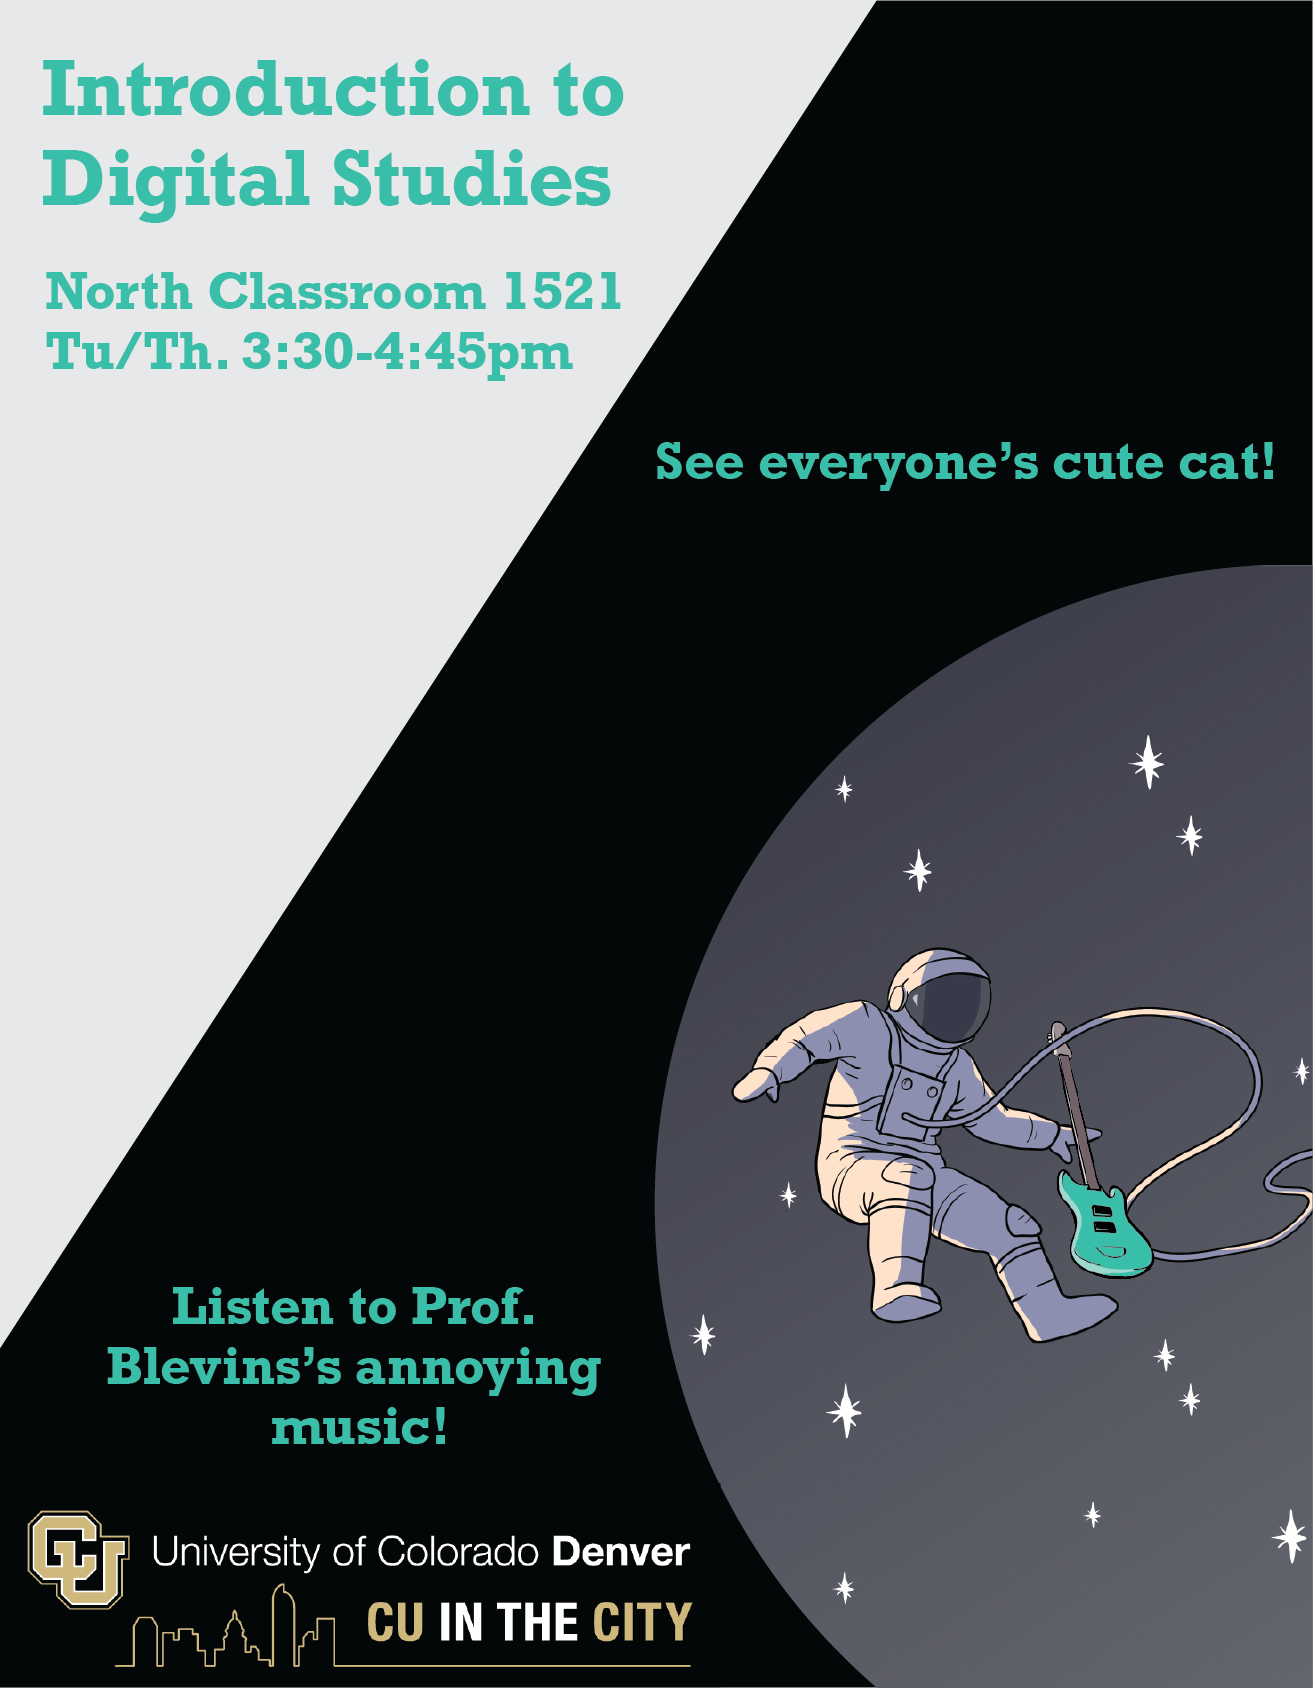 Introduction to
Digital Studies
North Classroom 1521
Tu/Th. 3:30-4:45pm
See everyone’s cute cat!
Listen to Prof.
Blevins’s annoying
music!
CU
University of Colorado Denver
CU IN THE CITY